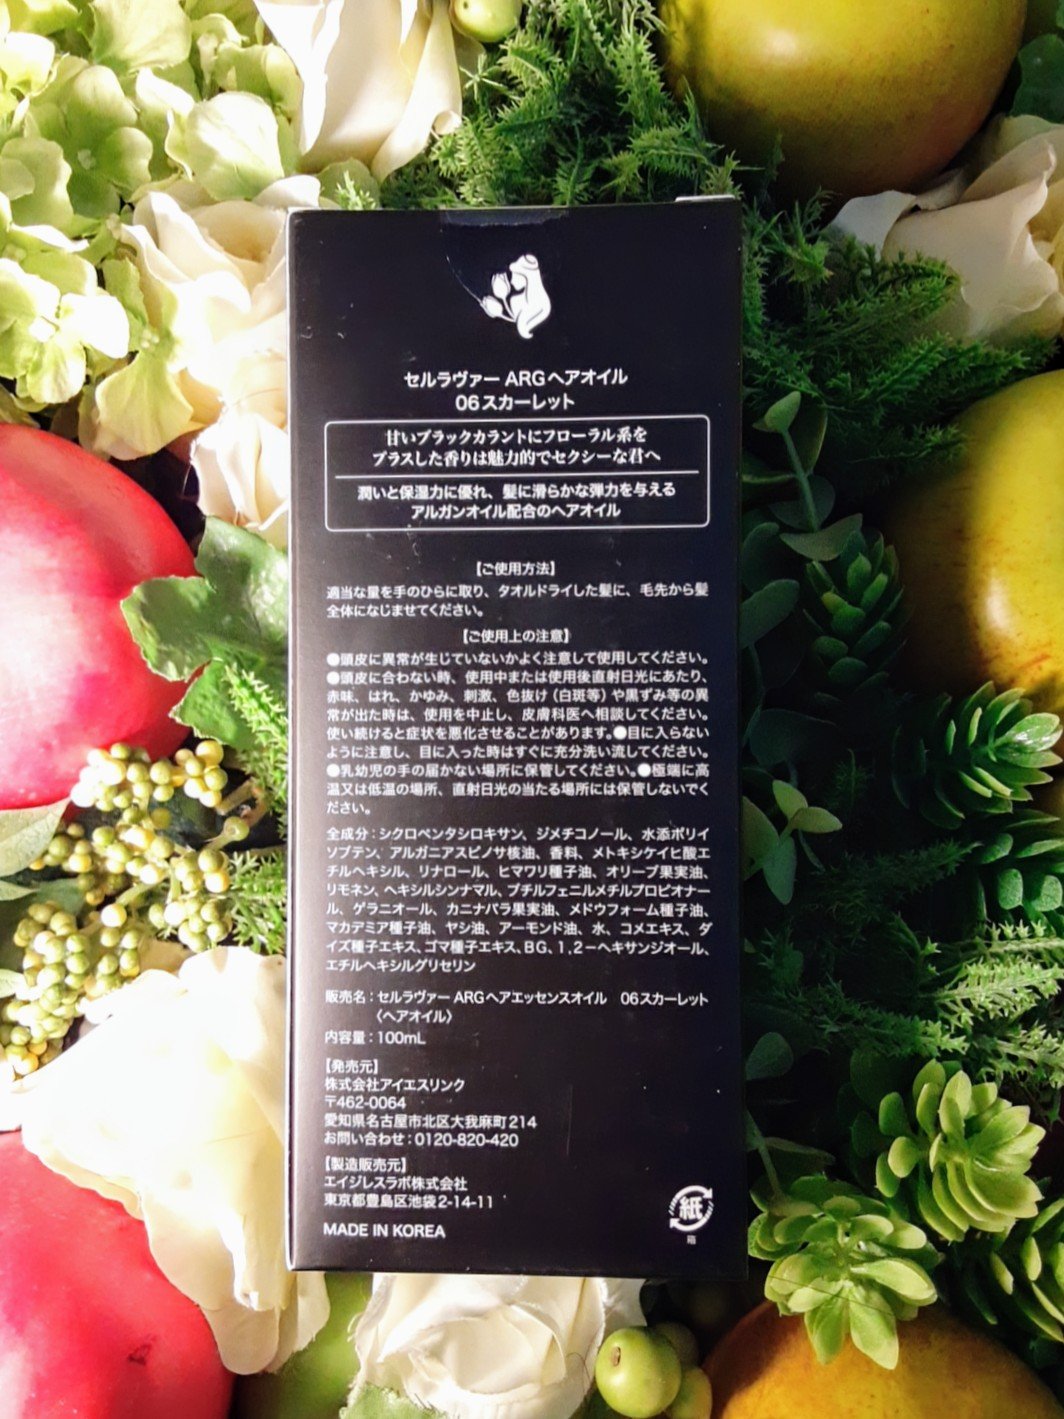 セルラヴァー ARGヘアオイル
06スカーレット
甘いブラックカラントにフローラル系を
プラスした香りは魅力的でセクシーな君へ
潤いと保湿力に優れ、髪に滑らかな弾力を与える
アルガンオイル配合のヘアオイル
【ご使用方法】
適当な量を手のひらに取り、タオルドライした髪に、毛先から髪
全体になじませてください。
【ご使用上の注意】
●頭皮に異常が生じていないかよく注意して使用してください。
●頭皮に合わない時、使用中または使用後直射日光にあたり、
赤味、はれ、かゆみ、刺激、色抜け（白斑等）や黒ずみ等の異
常が出た時は、使用を中止し、皮膚科医へ相談してください。
使い続けると症状を悪化させることがあります。●目に入らない
ように注意し、目に入った時はすぐに充分洗い流してください。
●乳幼児の手の届かない場所に保管してください。●極端に高
温又は低温の場所、直射日光の当たる場所には保管しないでく
ださい。
全成分：シクロペンタシロキサン、ジメチコノール、水添ポリイ
ソブテン、アルガニアスピノサ核油、香料、メトキシケイヒ酸エ
チルヘキシル、リナロール、ヒマワリ種子油、オリーブ果実油、
リモネン、ヘキシルシンナマル、ブチルフェニルメチルプロピオナー
ル、ゲラニオール、カニナバラ果実油、メドウフォーム種子油、
マカデミア種子油、ヤシ油、アーモンド油、水、コメエキス、ダ
イズ種子エキス、ゴマ種子エキス、BG、1,2－ヘキサンジオール、
エチルヘキシルグリセリン
販売名：セルラヴァー ARGヘアエッセンスオイル　06スカーレット
〈ヘアオイル〉
内容量：100mL
【発売元】
株式会社アイエスリンク
〒462-0064
愛知県名古屋市北区大我麻町214
お問い合わせ：0120-820-420
【製造販売元】
エイジレスラボ株式会社
東京都豊島区池袋2-14-11
MADE IN KOREA
紙
箱